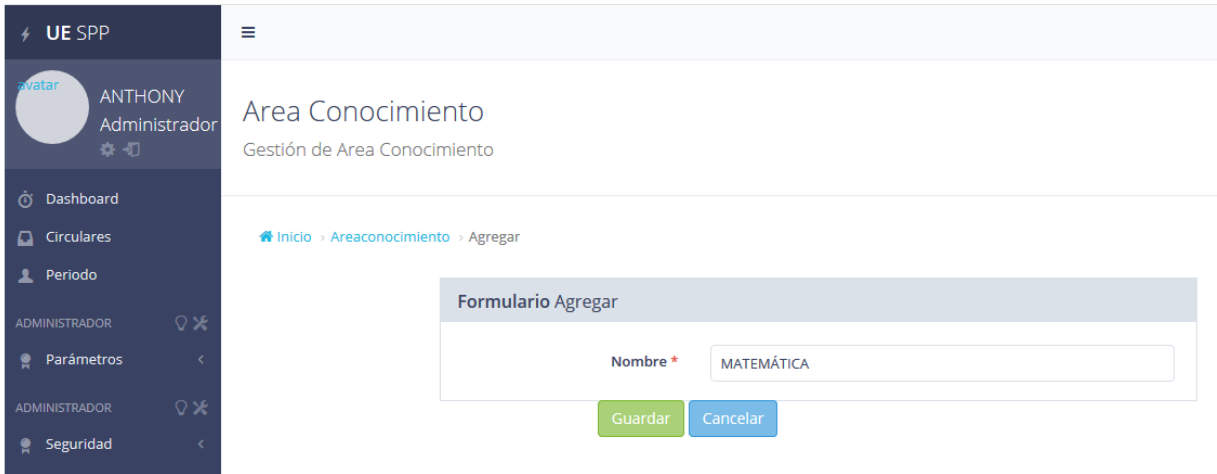 UE SPP
avatar
ANTHONY
Administrador
Dashboard
Circulares
Periodo
ADMINISTRADOR
Parámetros
ADMINISTRADOR
Seguridad
Area Conocimiento
Gestión de Area Conocimiento
Inicio › Areaconocimiento › Agregar
Formulario Agregar
Nombre * MATEMÁTICA
Guardar Cancelar